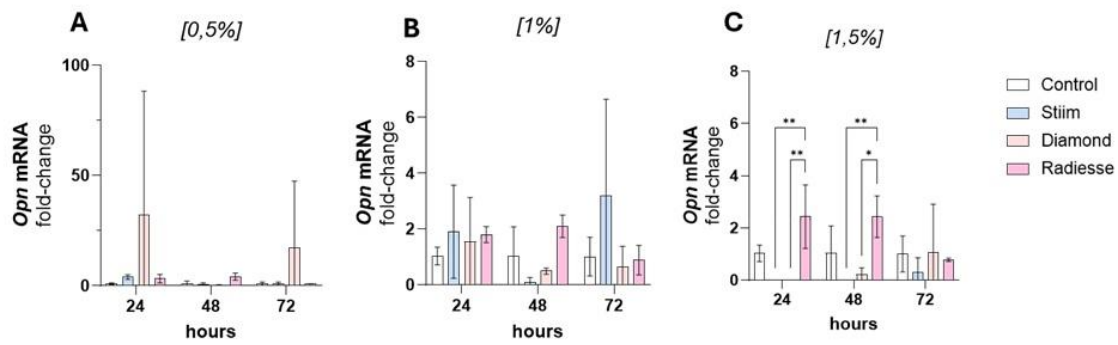 A
[0,5%]
100
50
0
Opn mRNA
fold-change
24 48 72
hours
B
[1%]
8
6
4
2
0
Opn mRNA
fold-change
24 48 72
hours
C
[1,5%]
8
6
4
2
0
Opn mRNA
fold-change
** **
** *
24 48 72
hours
Control
Stiim
Diamond
Radiesse